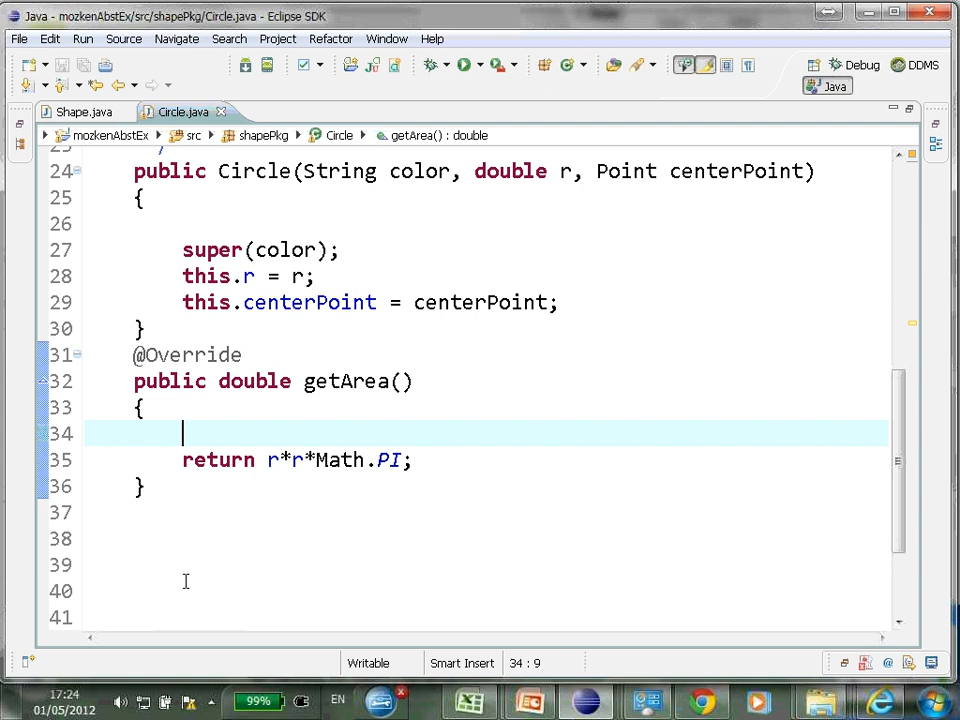 Java - mozkenAbstEx/src/shapePkg/Circle.java - Eclipse SDK
File Edit Run Source Navigate Search Project Refactor Window Help
Debug DDMS
Java
Shape.java Circle.java
mozkenAbstEx src shapePkg Circle getArea() : double
24 public Circle(String color, double r, Point centerPoint)
25 {
26
27 super(color);
28 this.r = r;
29 this.centerPoint = centerPoint;
30 }
31 @Override
32 public double getArea()
33 {
34
35 return r*r*Math.PI;
36 }
37
38
39
40
41
Writable Smart Insert 34 : 9
17:24
01/05/2012
99%
EN